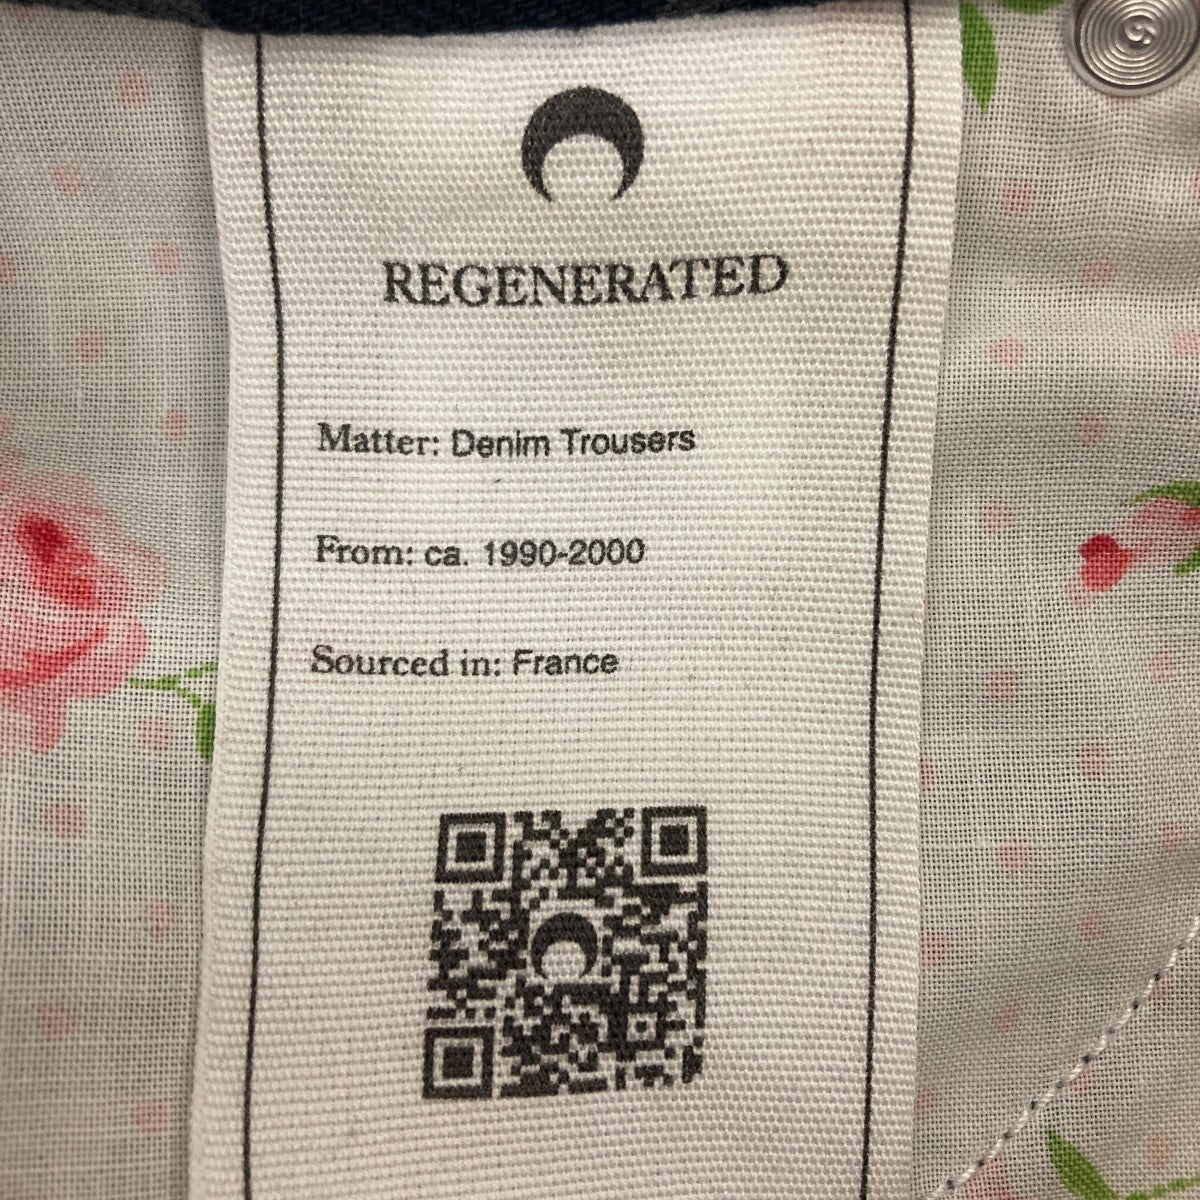 REGENERATED
Matter: Denim Trousers
From: ca. 1990-2000
Sourced in: France